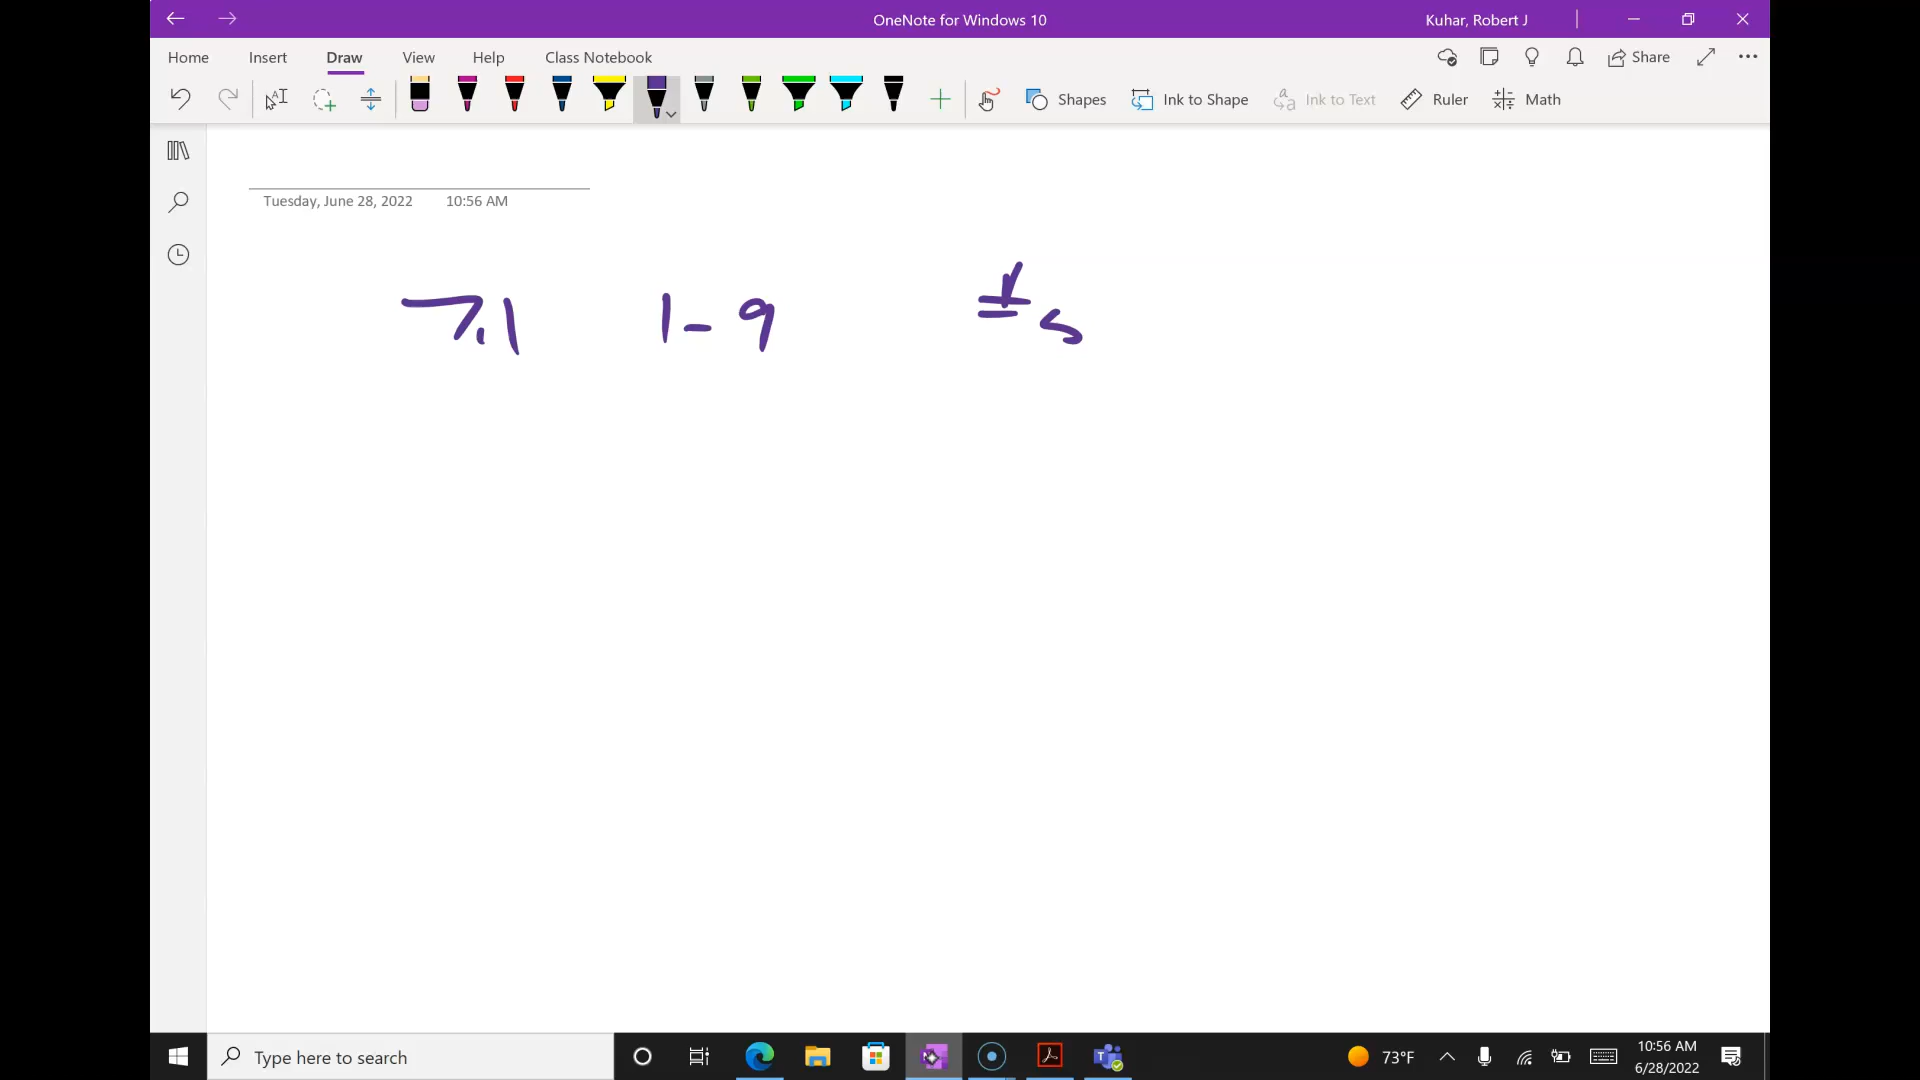 OneNote for Windows 10 Kuhar, Robert J
Home Insert Draw View Help Class Notebook Share
Shapes Ink to Shape Ink to Text Ruler Math
Tuesday, June 28, 2022 10:56 AM
7.1 1-9
Type here to search 73°F 10:56 AM
6/28/2022